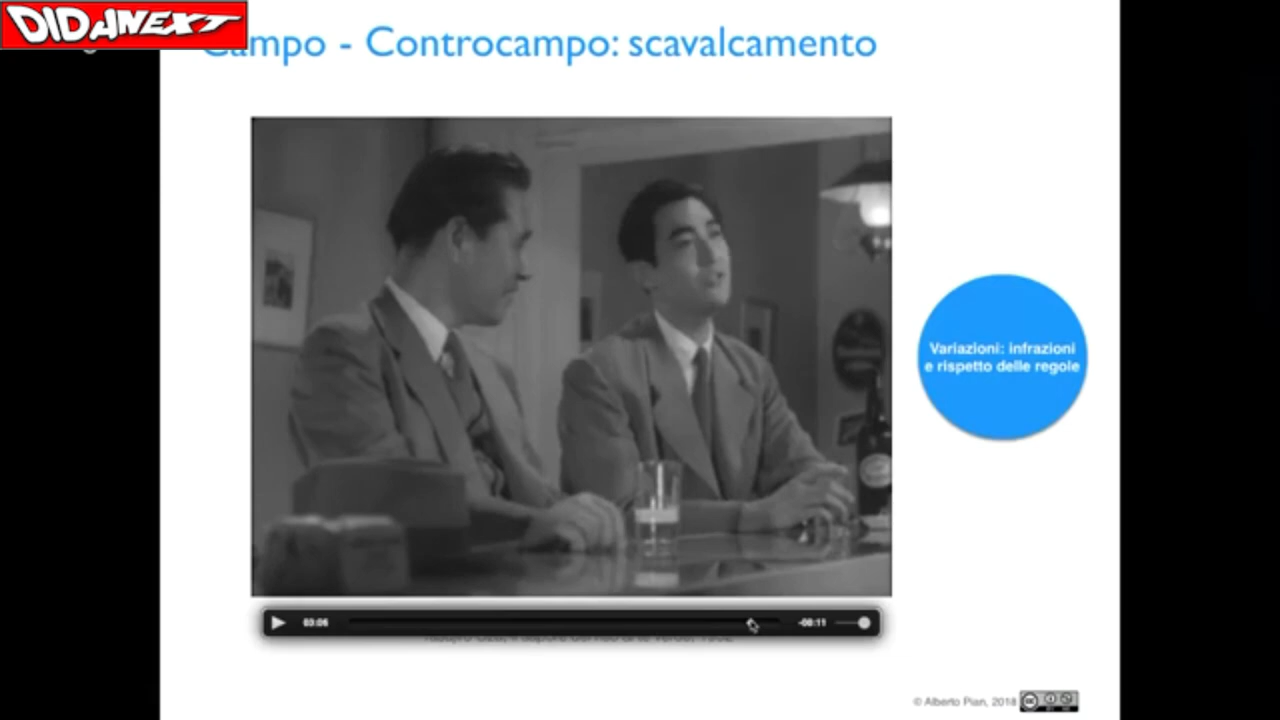 DIDANEXT
Campo - Controcampo: scavalcamento
Variazioni: infrazioni
e rispetto delle regole
03:06
-00:11
© Alberto Pian, 2018